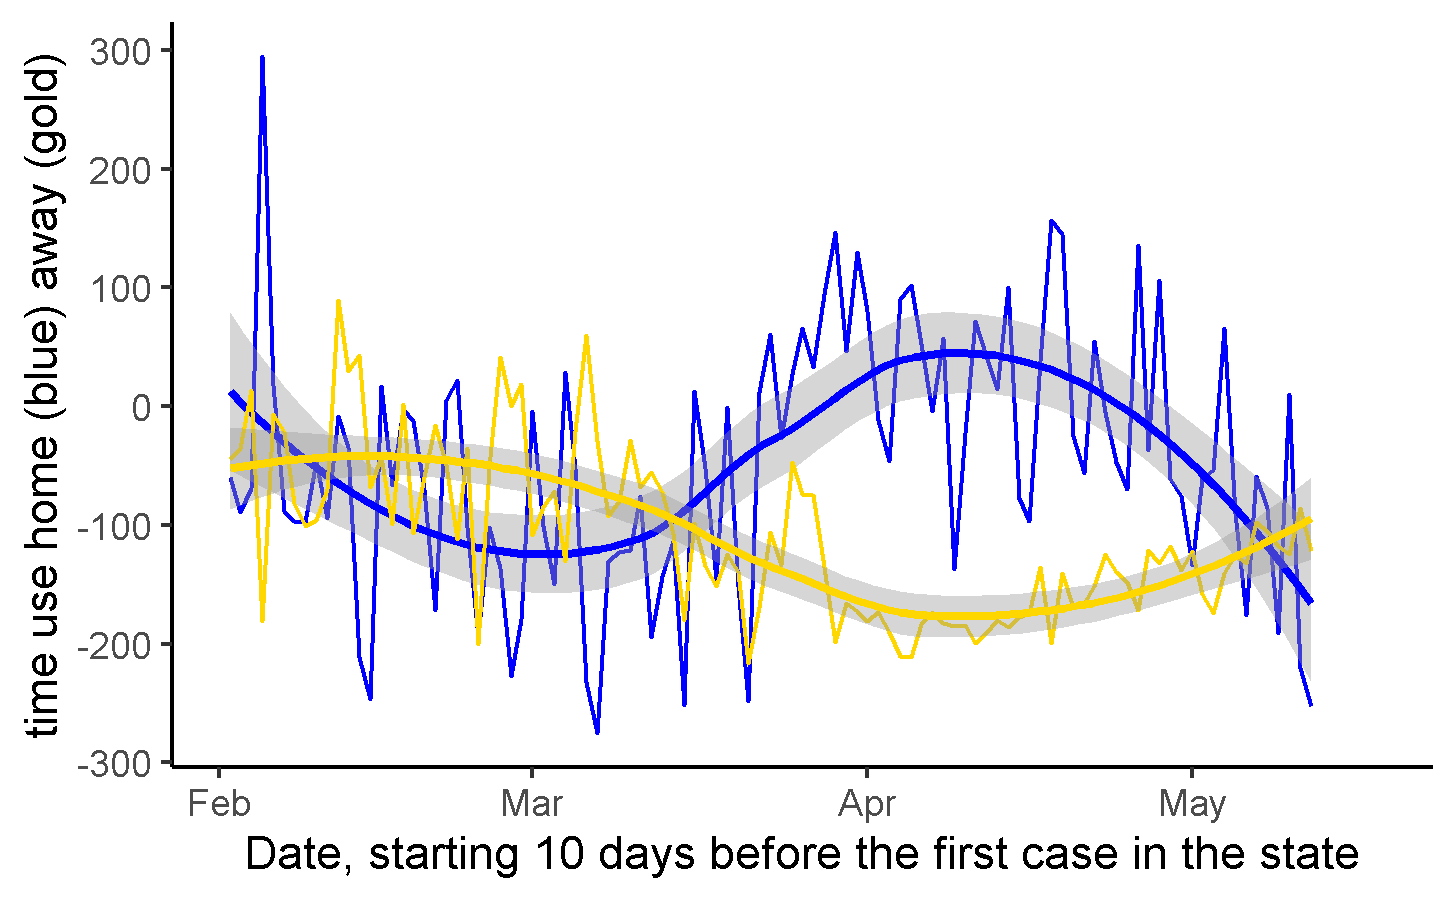 time use home (blue) away (gold)
300
200
100
0
-100
-200
-300
Feb
Mar
Apr
May
Date, starting 10 days before the first case in the state